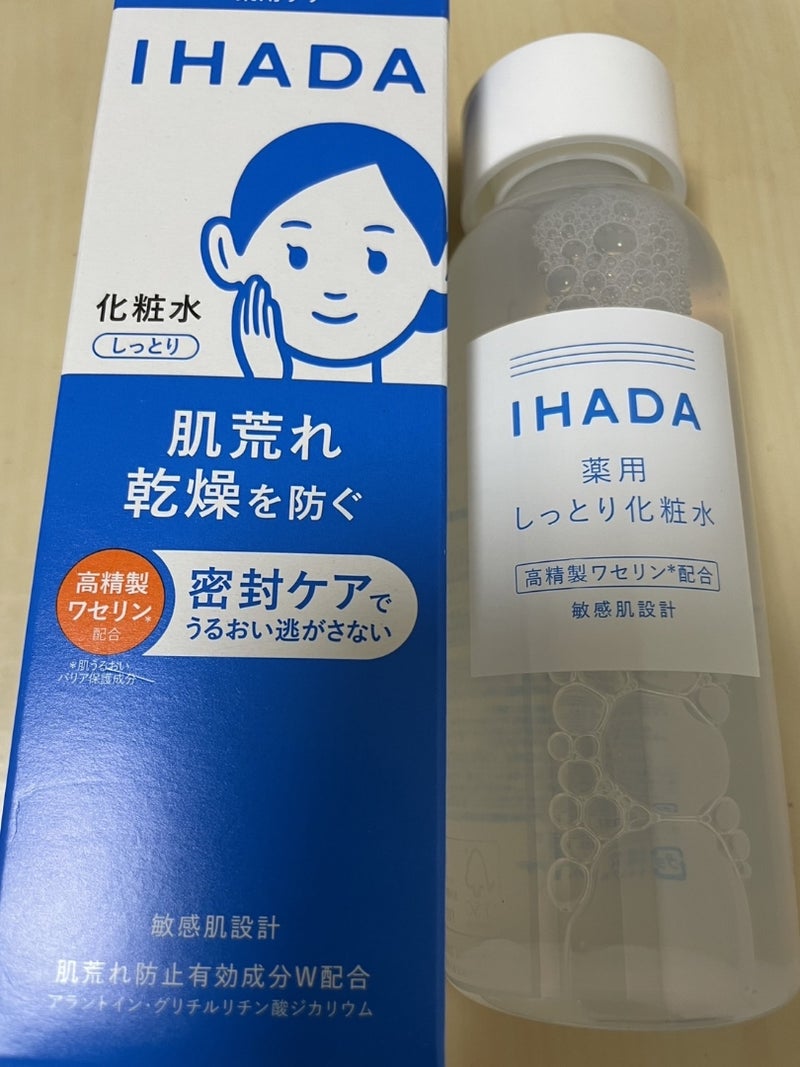 IHADA
化粧水
しっとり
肌荒れ
乾燥を防ぐ
高精製
ワセリン*
配合
密封ケアで
うるおい逃がさない
*肌うるおい
バリア保護成分
敏感肌設計
肌荒れ防止有効成分W配合
アラントイン・グリチルリチン酸ジカリウム
IHADA
薬用
しっとり化粧水
高精製ワセリン*配合
敏感肌設計